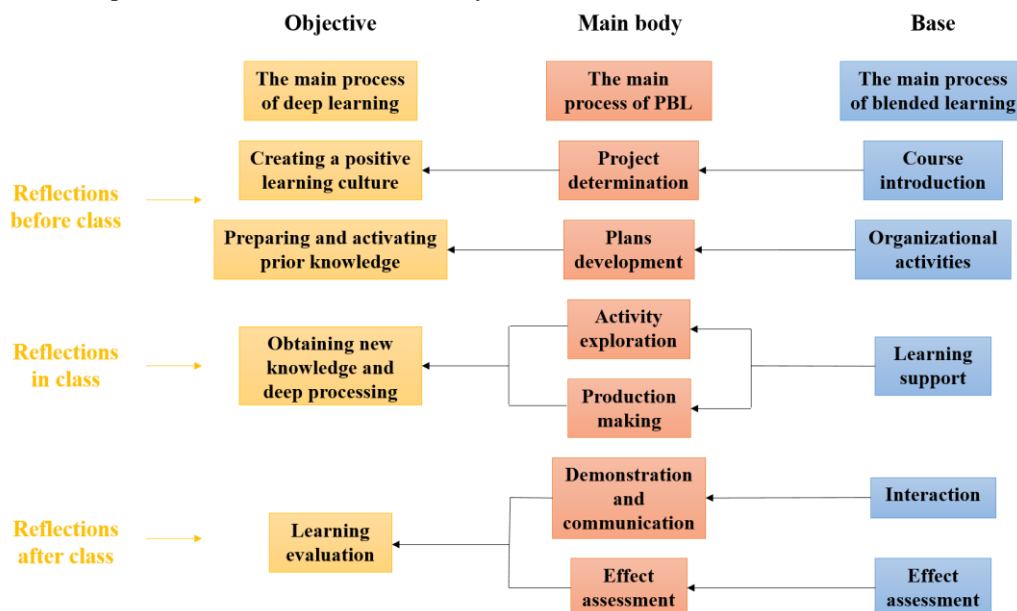 Objective
Main body
Base
The main process
of deep learning
The main
process of PBL
The main process
of blended learning
Reflections
before class
Creating a positive
learning culture
Project
determination
Course
introduction
Preparing and activating
prior knowledge
Plans
development
Organizational
activities
Reflections
in class
Obtaining new
knowledge and
deep processing
Activity
exploration
Production
making
Learning
support
Reflections
after class
Learning
evaluation
Demonstration
and
communication
Interaction
Effect
assessment
Effect
assessment